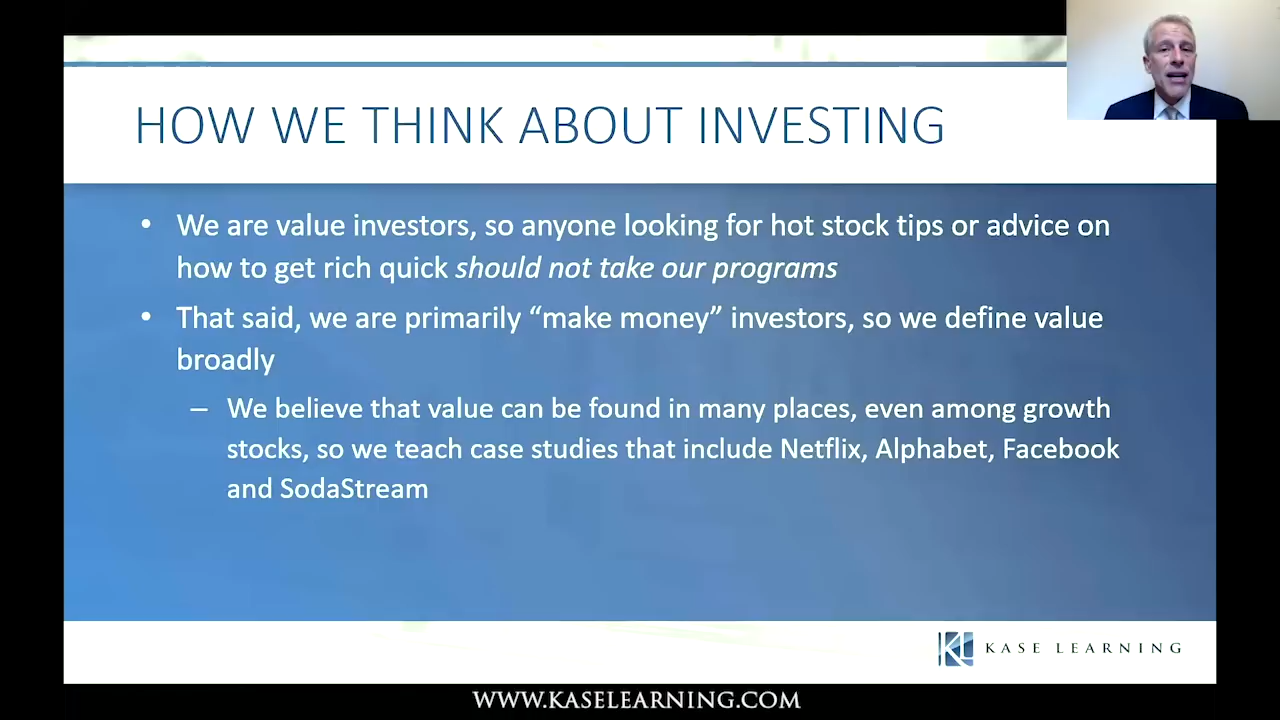 HOW WE THINK ABOUT INVESTING
• We are value investors, so anyone looking for hot stock tips or advice on
how to get rich quick should not take our programs
• That said, we are primarily “make money” investors, so we define value
broadly
– We believe that value can be found in many places, even among growth
stocks, so we teach case studies that include Netflix, Alphabet, Facebook
and SodaStream
KL KASE LEARNING
WWW.KASELEARNING.COM